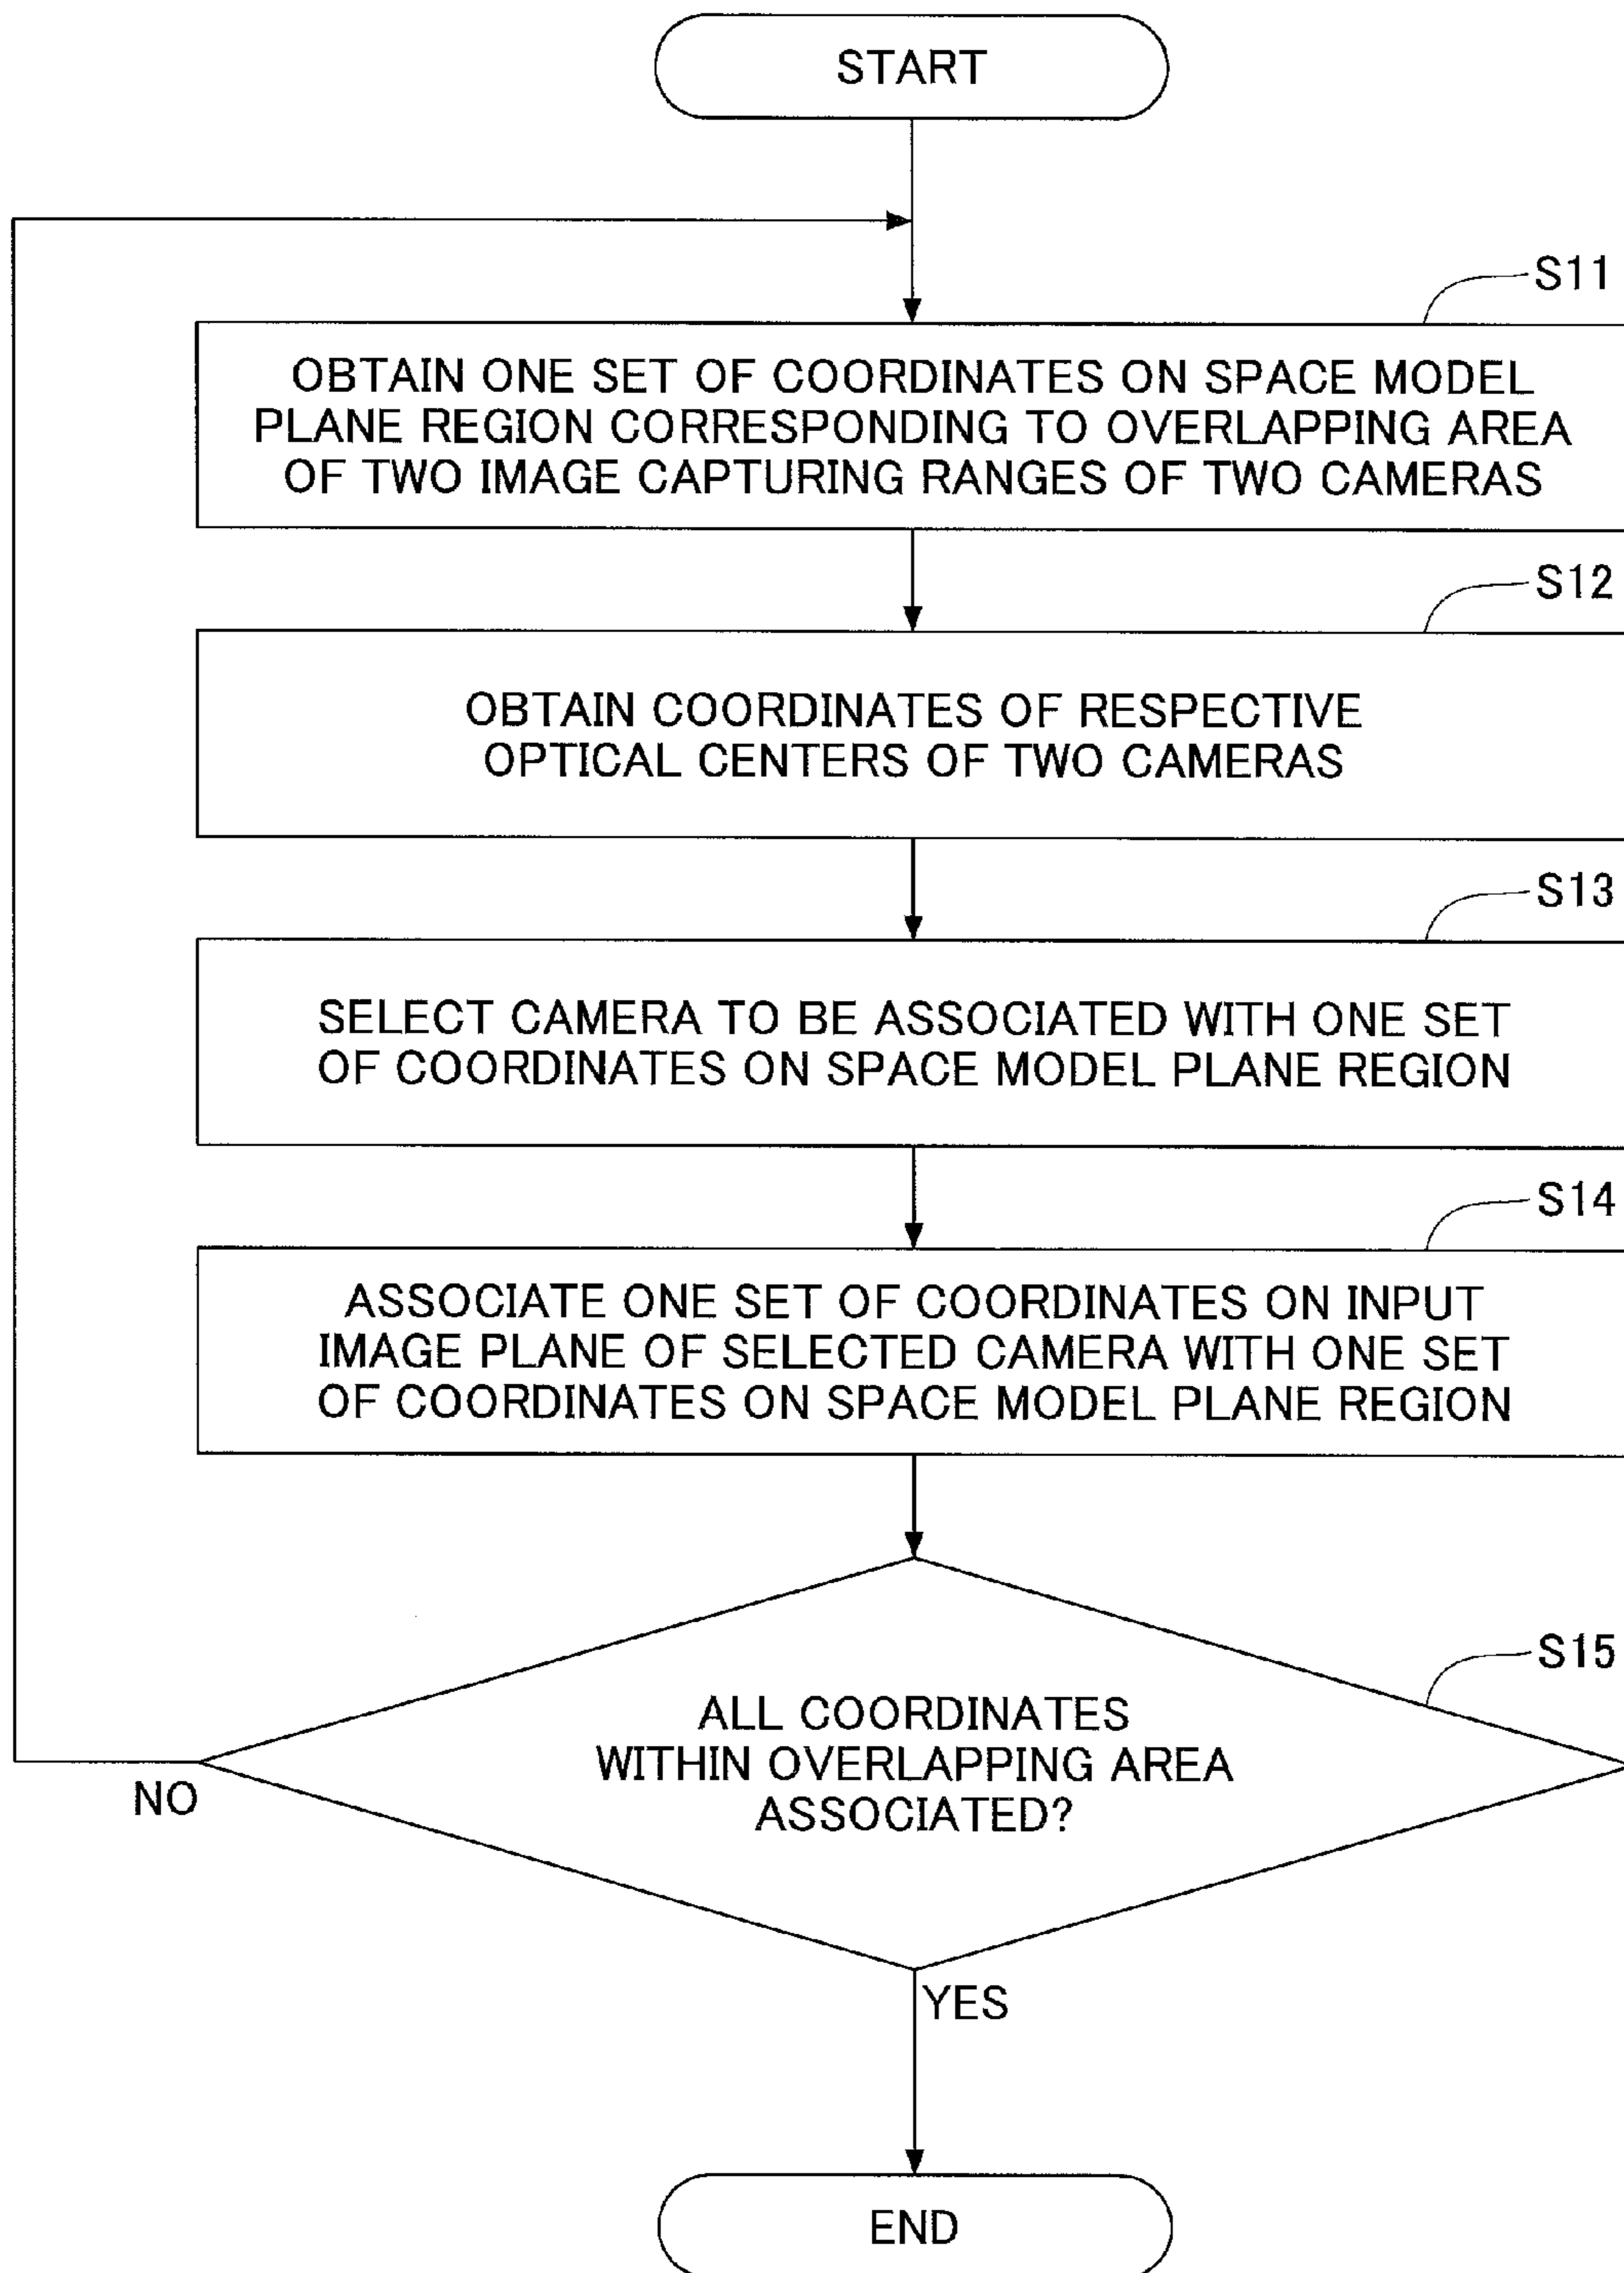 START
S11
OBTAIN ONE SET OF COORDINATES ON SPACE MODEL
PLANE REGION CORRESPONDING TO OVERLAPPING AREA
OF TWO IMAGE CAPTURING RANGES OF TWO CAMERAS
S12
OBTAIN COORDINATES OF RESPECTIVE
OPTICAL CENTERS OF TWO CAMERAS
S13
SELECT CAMERA TO BE ASSOCIATED WITH ONE SET
OF COORDINATES ON SPACE MODEL PLANE REGION
S14
ASSOCIATE ONE SET OF COORDINATES ON INPUT
IMAGE PLANE OF SELECTED CAMERA WITH ONE SET
OF COORDINATES ON SPACE MODEL PLANE REGION
S15
ALL COORDINATES
WITHIN OVERLAPPING AREA
ASSOCIATED?
NO
YES
END